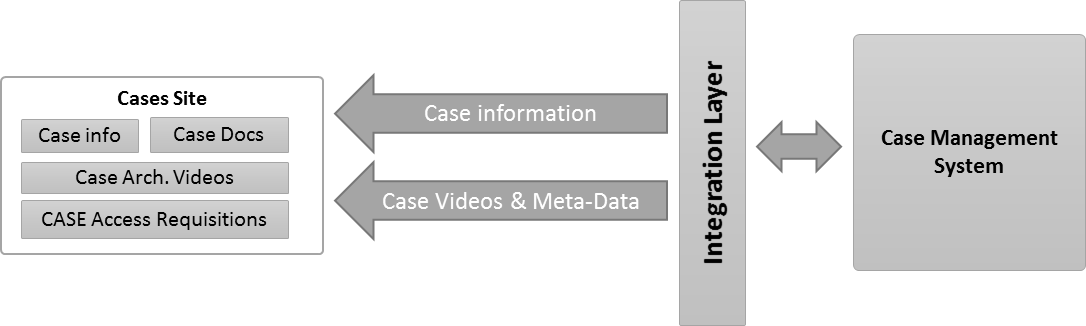 Cases Site
Case info
Case Docs
Case Arch. Videos
CASE Access Requisitions
Case information
Case Videos & Meta-Data
Integration Layer
Case Management
System